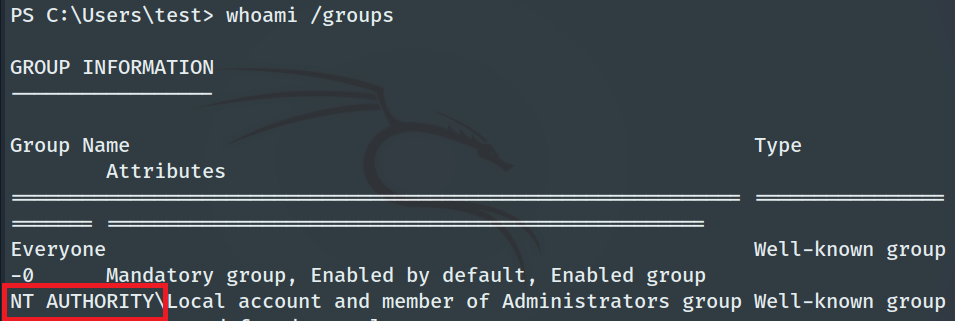 PS C:\Users\test> whoami /groups
GROUP INFORMATION
-----------------
Group Name Type
Attributes
============================================================= ================
======= ==================================================
Everyone Well-known group
-0 Mandatory group, Enabled by default, Enabled group
NT AUTHORITY\Local account and member of Administrators group Well-known group